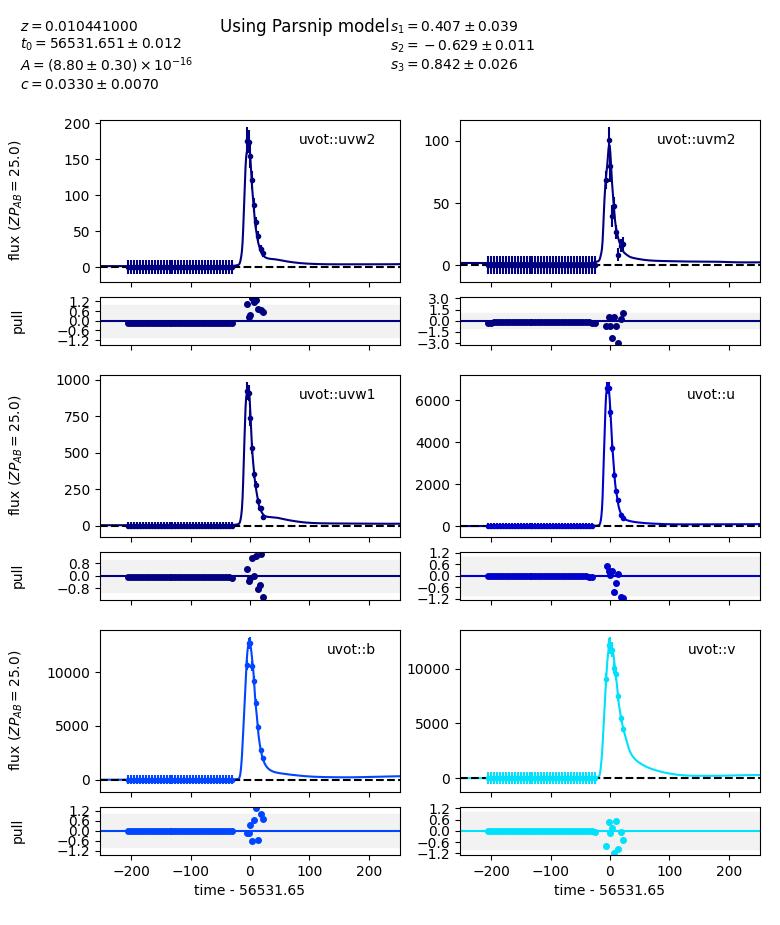 Using Parsnip model
z = 0.010441000
t₀ = 56531.651 ± 0.012
A = (8.80 ± 0.30) × 10⁻¹⁶
c = 0.0330 ± 0.0070
s₁ = 0.407 ± 0.039
s₂ = −0.629 ± 0.011
s₃ = 0.842 ± 0.026
flux (ZP_AB = 25.0)
200
150
100
50
0
uvot::uvw2
100
50
0
uvot::uvm2
pull
1.2
0.6
0.0
−0.6
−1.2
3.0
1.5
0.0
−1.5
−3.0
flux (ZP_AB = 25.0)
1000
750
500
250
0
uvot::uvw1
6000
4000
2000
0
uvot::u
pull
0.8
0.0
−0.8
1.2
0.6
0.0
−0.6
−1.2
flux (ZP_AB = 25.0)
10000
5000
0
uvot::b
10000
5000
0
uvot::v
pull
1.2
0.6
0.0
−0.6
−1.2
1.2
0.6
0.0
−0.6
−1.2
−200 −100 0 100 200
time - 56531.65
−200 −100 0 100 200
time - 56531.65